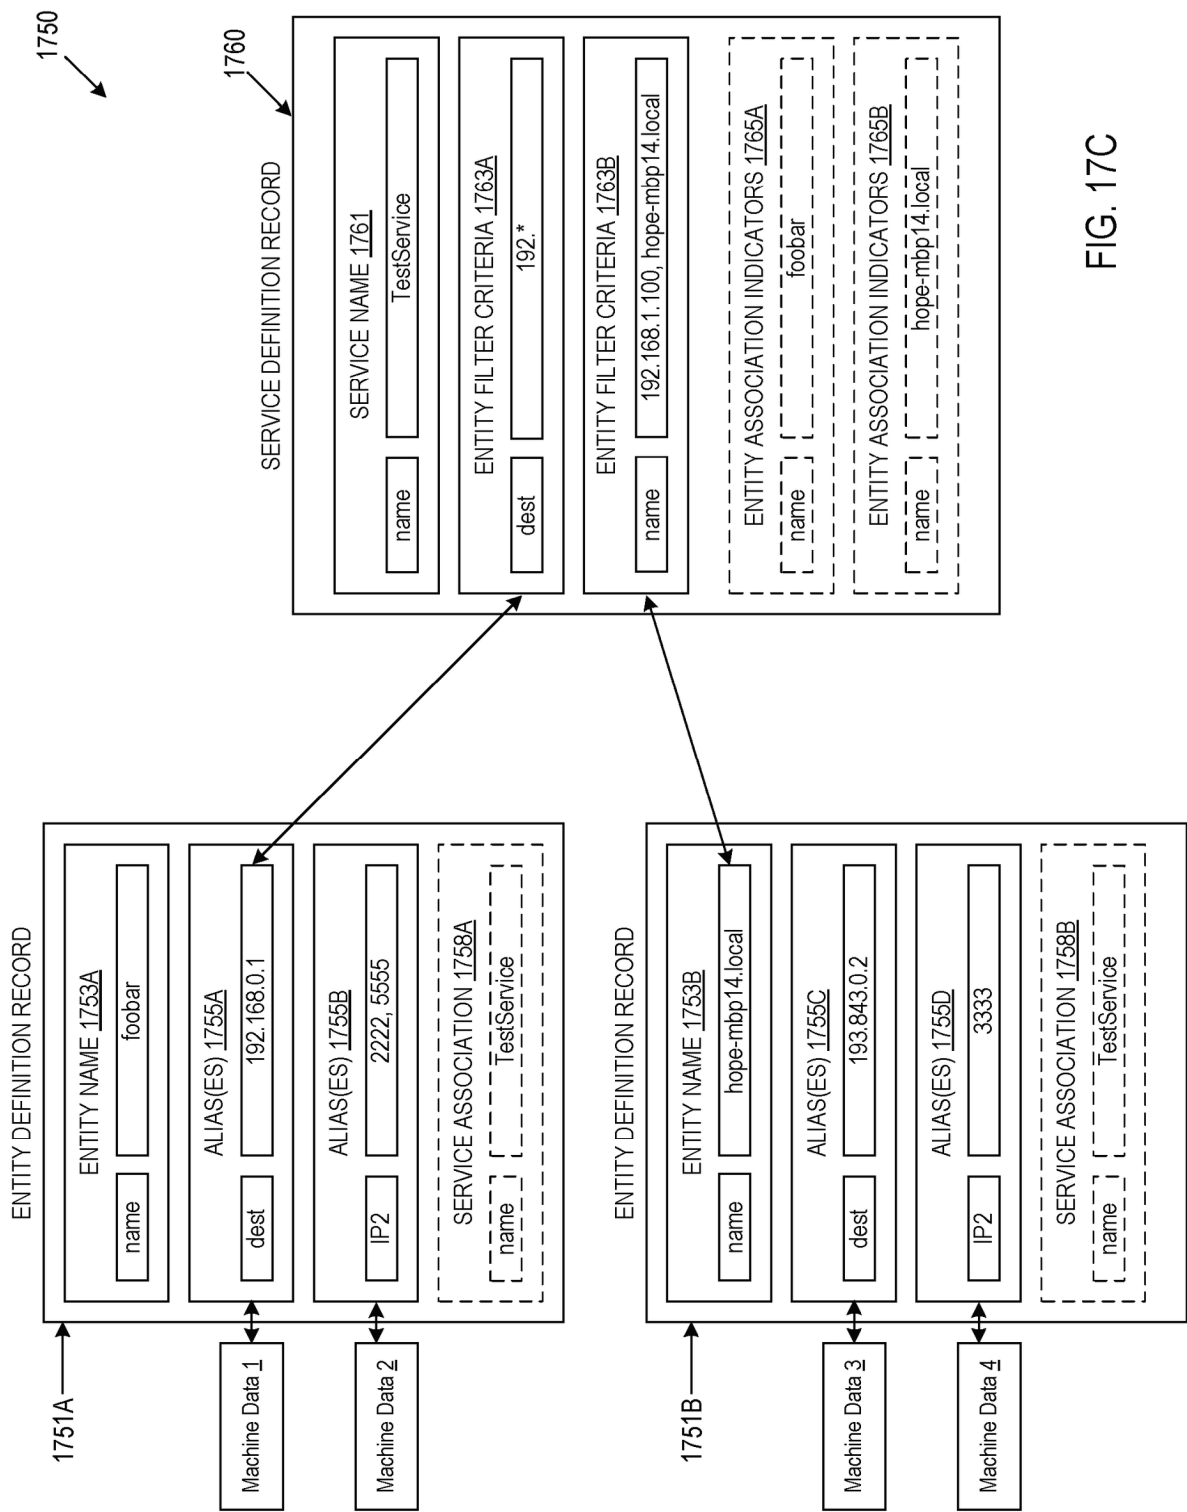 1750
ENTITY DEFINITION RECORD
1751A
ENTITY NAME 1753A
name
foobar
ALIAS(ES) 1755A
dest
192.168.0.1
ALIAS(ES) 1755B
IP2
2222, 5555
SERVICE ASSOCIATION 1758A
name
TestService
Machine Data 1
Machine Data 2
ENTITY DEFINITION RECORD
1751B
ENTITY NAME 1753B
name
hope-mbp14.local
ALIAS(ES) 1755C
dest
193.843.0.2
ALIAS(ES) 1755D
IP2
3333
SERVICE ASSOCIATION 1758B
name
TestService
Machine Data 3
Machine Data 4
SERVICE DEFINITION RECORD
1760
SERVICE NAME 1761
name
TestService
ENTITY FILTER CRITERIA 1763A
dest
192.*
ENTITY FILTER CRITERIA 1763B
name
192.168.1.100, hope-mbp14.local
ENTITY ASSOCIATION INDICATORS 1765A
name
foobar
ENTITY ASSOCIATION INDICATORS 1765B
name
hope-mbp14.local
FIG. 17C